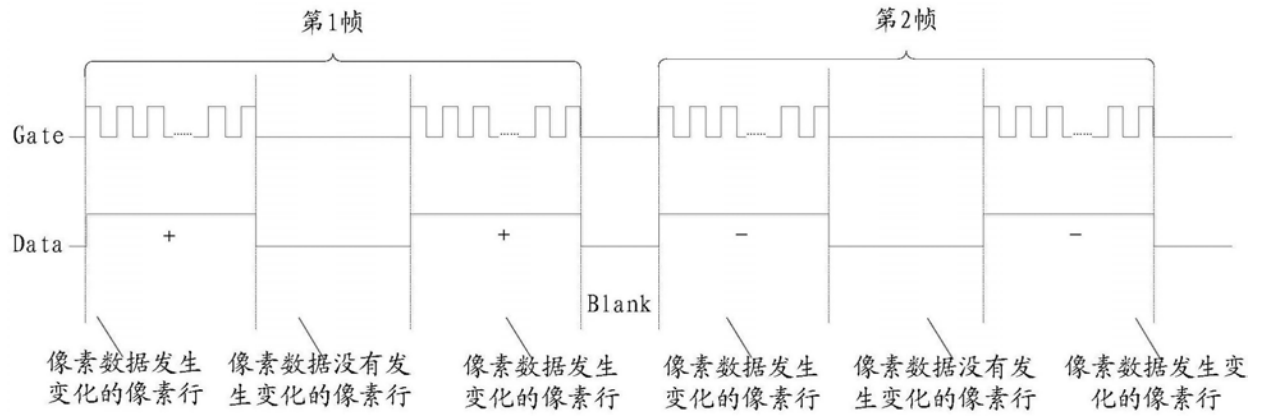 第1帧
第2帧
Gate
......
......
......
......
Data
+
+
-
-
Blank
像素数据发生
变化的像素行
像素数据没有发
生变化的像素行
像素数据发生
变化的像素行
像素数据发生
变化的像素行
像素数据没有发
生变化的像素行
像素数据发生变
化的像素行